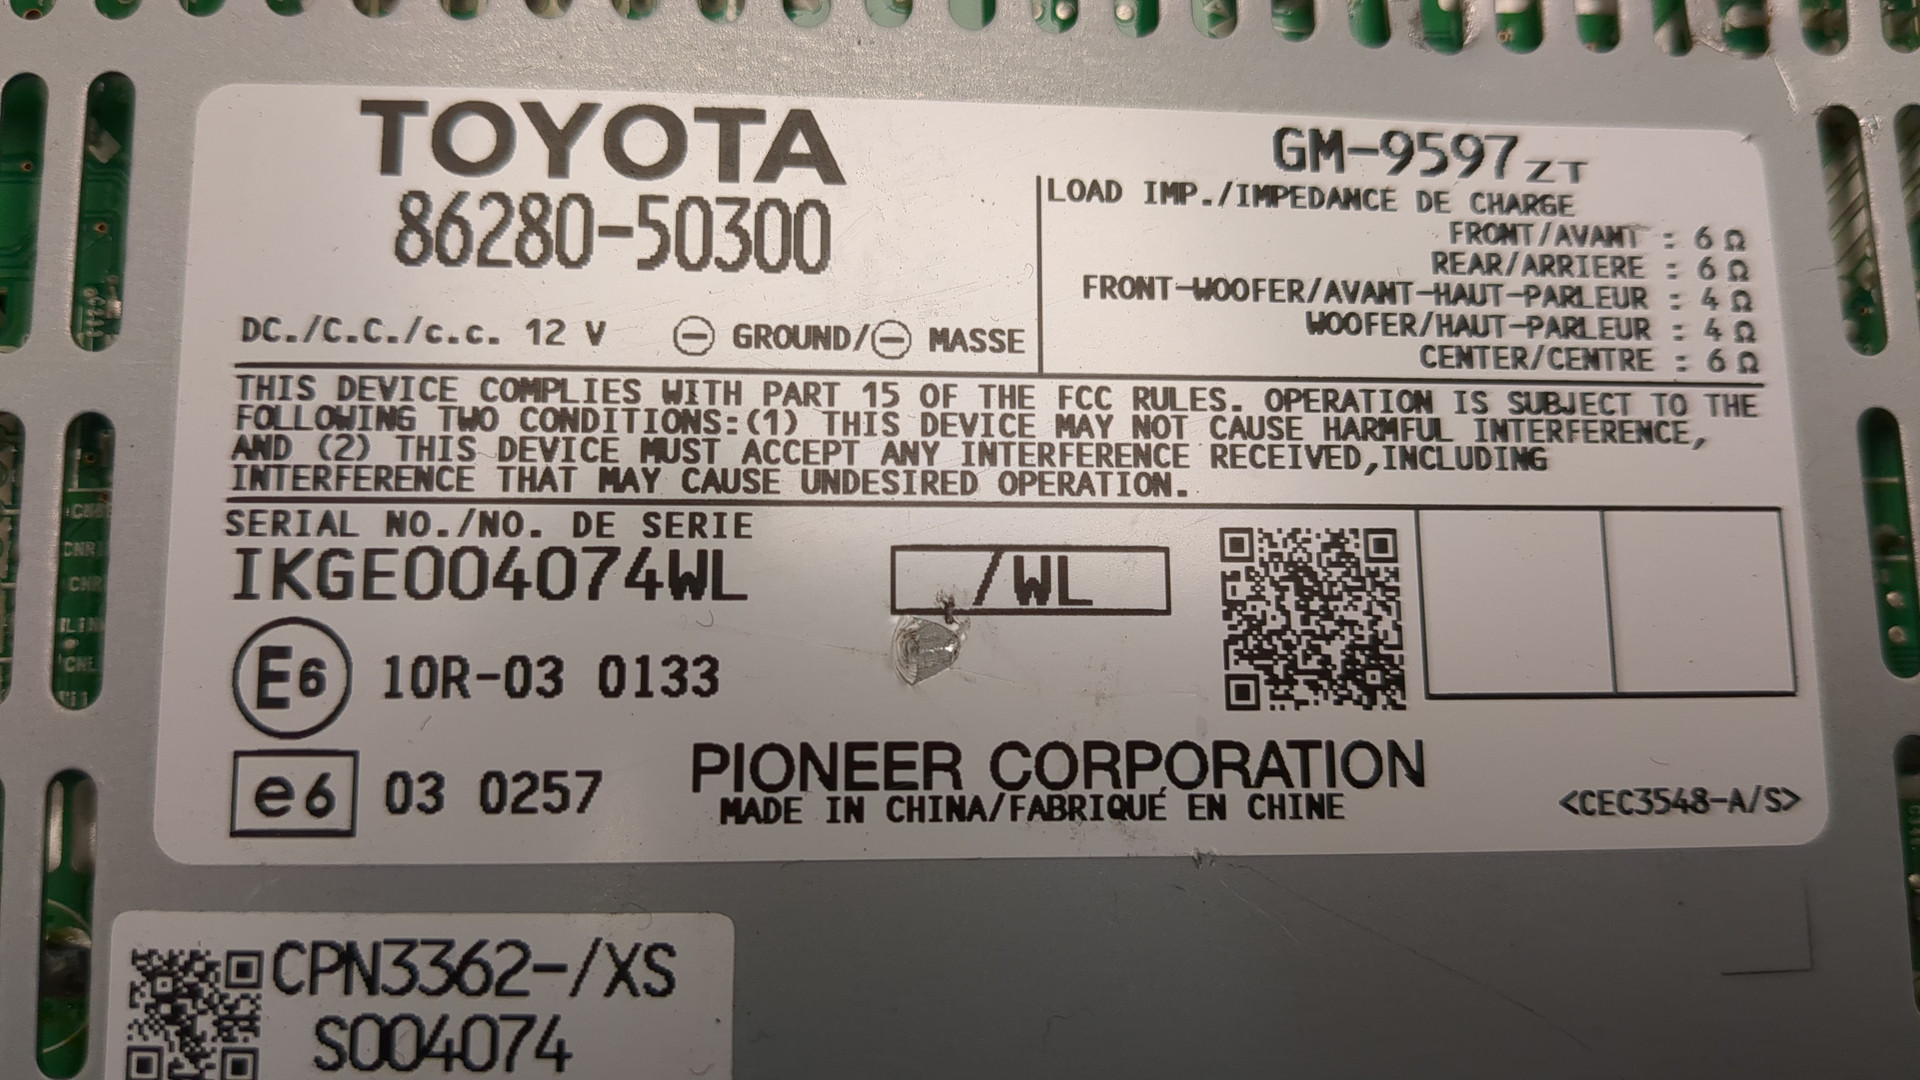 TOYOTA
86280-50300
DC./C.C./c.c. 12 V ⊖ GROUND/⊖ MASSE
GM-9597ZT
LOAD IMP./IMPEDANCE DE CHARGE
FRONT/AVANT : 6 Ω
REAR/ARRIERE : 6 Ω
FRONT-WOOFER/AVANT-HAUT-PARLEUR : 4 Ω
WOOFER/HAUT-PARLEUR : 4 Ω
CENTER/CENTRE : 6 Ω
THIS DEVICE COMPLIES WITH PART 15 OF THE FCC RULES. OPERATION IS SUBJECT TO THE
FOLLOWING TWO CONDITIONS:(1) THIS DEVICE MAY NOT CAUSE HARMFUL INTERFERENCE,
AND (2) THIS DEVICE MUST ACCEPT ANY INTERFERENCE RECEIVED,INCLUDING
INTERFERENCE THAT MAY CAUSE UNDESIRED OPERATION.
SERIAL NO./NO. DE SERIE
IKGE004074WL
/WL
E6 10R-03 0133
e6 03 0257
PIONEER CORPORATION
MADE IN CHINA/FABRIQUÉ EN CHINE
<CEC3548-A/S>
CPN3362-/XS
S004074